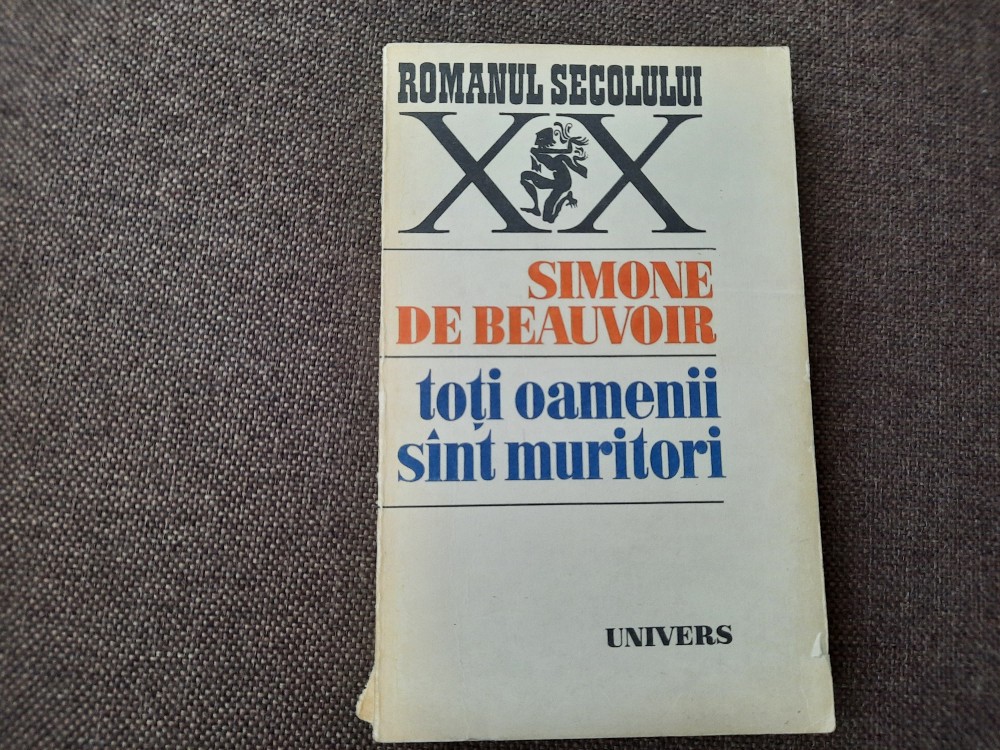 ROMANUL SECOLULUI
XX
SIMONE
DE BEAUVOIR
toți oamenii
sînt muritori
UNIVERS